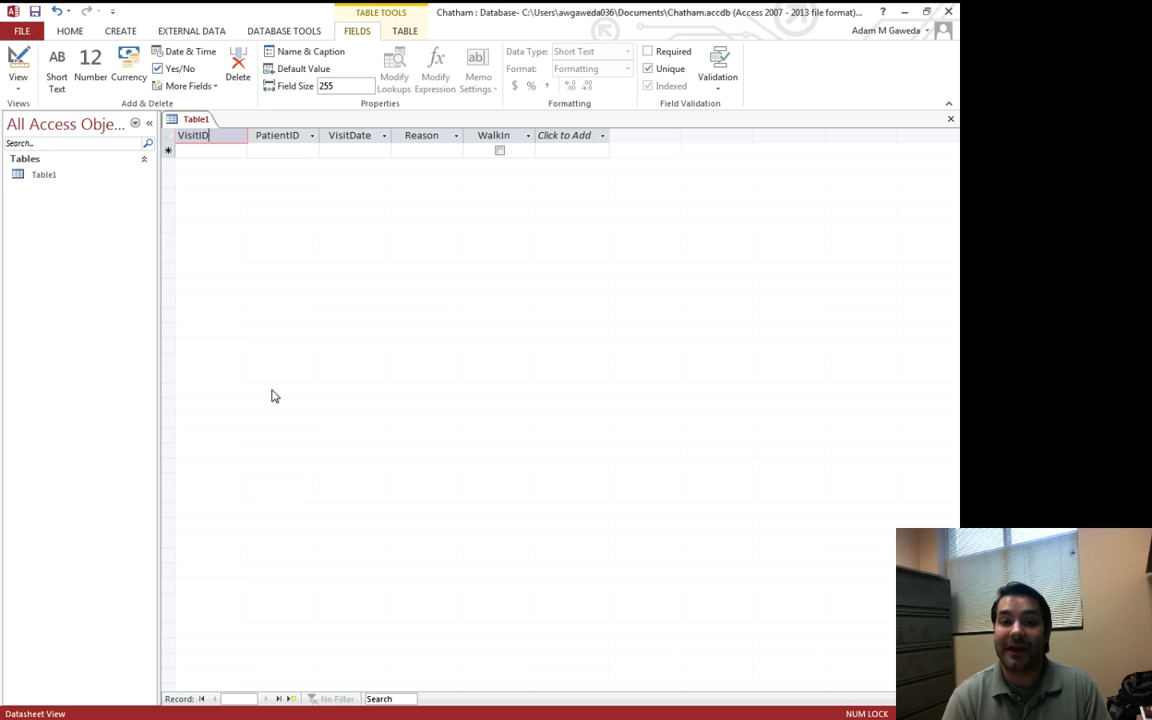 TABLE TOOLS
Chatham : Database- C:\Users\awgaweda036\Documents\Chatham.accdb (Access 2007 - 2013 file format)...
?
FILE HOME CREATE EXTERNAL DATA DATABASE TOOLS FIELDS TABLE
Adam M Gaweda
View
Views
AB
Short Text
12
Number
Currency
Date & Time
Yes/No
More Fields
Delete
Add & Delete
Name & Caption
Default Value
Field Size 255
Modify Lookups
fx
Modify Expression
ab|
Memo Settings
Properties
Data Type: Short Text
Format: Formatting
$ % ,
Formatting
Required
Unique
Indexed
Validation
Field Validation
All Access Obje...
Search...
Tables
Table1
Table1
VisitID PatientID VisitDate Reason WalkIn Click to Add
Record: No Filter Search
Datasheet View
NUM LOCK